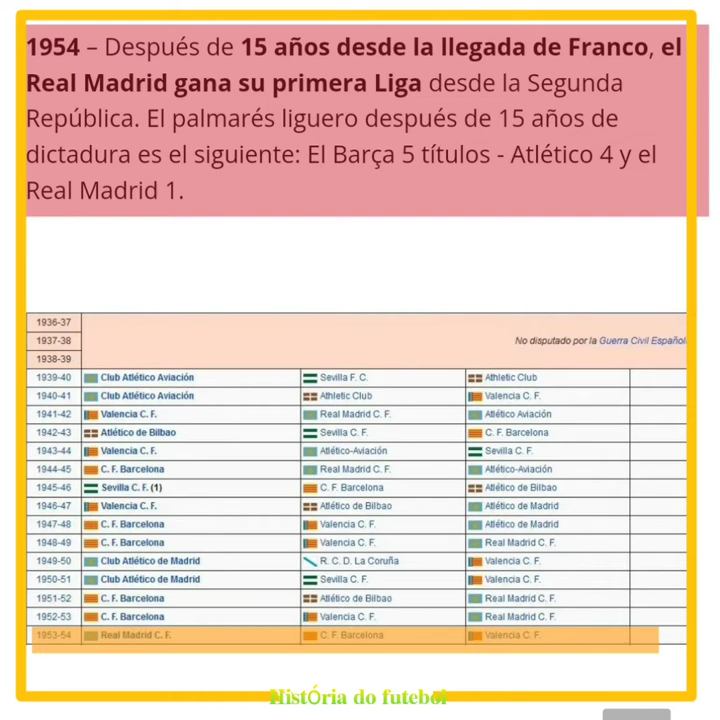 1954 – Después de 15 años desde la llegada de Franco, el
Real Madrid gana su primera Liga desde la Segunda
República. El palmarés liguero después de 15 años de
dictadura es el siguiente: El Barça 5 títulos - Atlético 4 y el
Real Madrid 1.
1936-37
1937-38 No disputado por la Guerra Civil Español
1938-39
1939-40 Club Atlético Aviación Sevilla F. C. Athletic Club
1940-41 Club Atlético Aviación Athletic Club Valencia C. F.
1941-42 Valencia C. F. Real Madrid C. F. Atlético Aviación
1942-43 Atlético de Bilbao Sevilla C. F. C. F. Barcelona
1943-44 Valencia C. F. Atlético-Aviación Sevilla C. F.
1944-45 C. F. Barcelona Real Madrid C. F. Atlético-Aviación
1945-46 Sevilla C. F. (1) C. F. Barcelona Atlético de Bilbao
1946-47 Valencia C. F. Atlético de Bilbao Atlético de Madrid
1947-48 C. F. Barcelona Valencia C. F. Atlético de Madrid
1948-49 C. F. Barcelona Valencia C. F. Real Madrid C. F.
1949-50 Club Atlético de Madrid R. C. D. La Coruña Valencia C. F.
1950-51 Club Atlético de Madrid Sevilla C. F. Valencia C. F.
1951-52 C. F. Barcelona Atlético de Bilbao Real Madrid C. F.
1952-53 C. F. Barcelona Valencia C. F. Real Madrid C. F.
1953-54 Real Madrid C. F. C. F. Barcelona Valencia C. F.
HistÓria do futebol